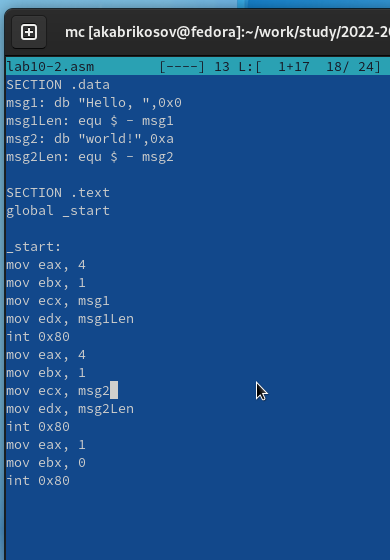 mc [akabrikosov@fedora]:~/work/study/2022-20
lab10-2.asm [----] 13 L:[ 1+17 18/ 24]
SECTION .data
msg1: db "Hello, ",0x0
msg1Len: equ $ - msg1
msg2: db "world!",0xa
msg2Len: equ $ - msg2
SECTION .text
global _start
_start:
mov eax, 4
mov ebx, 1
mov ecx, msg1
mov edx, msg1Len
int 0x80
mov eax, 4
mov ebx, 1
mov ecx, msg2
mov edx, msg2Len
int 0x80
mov eax, 1
mov ebx, 0
int 0x80